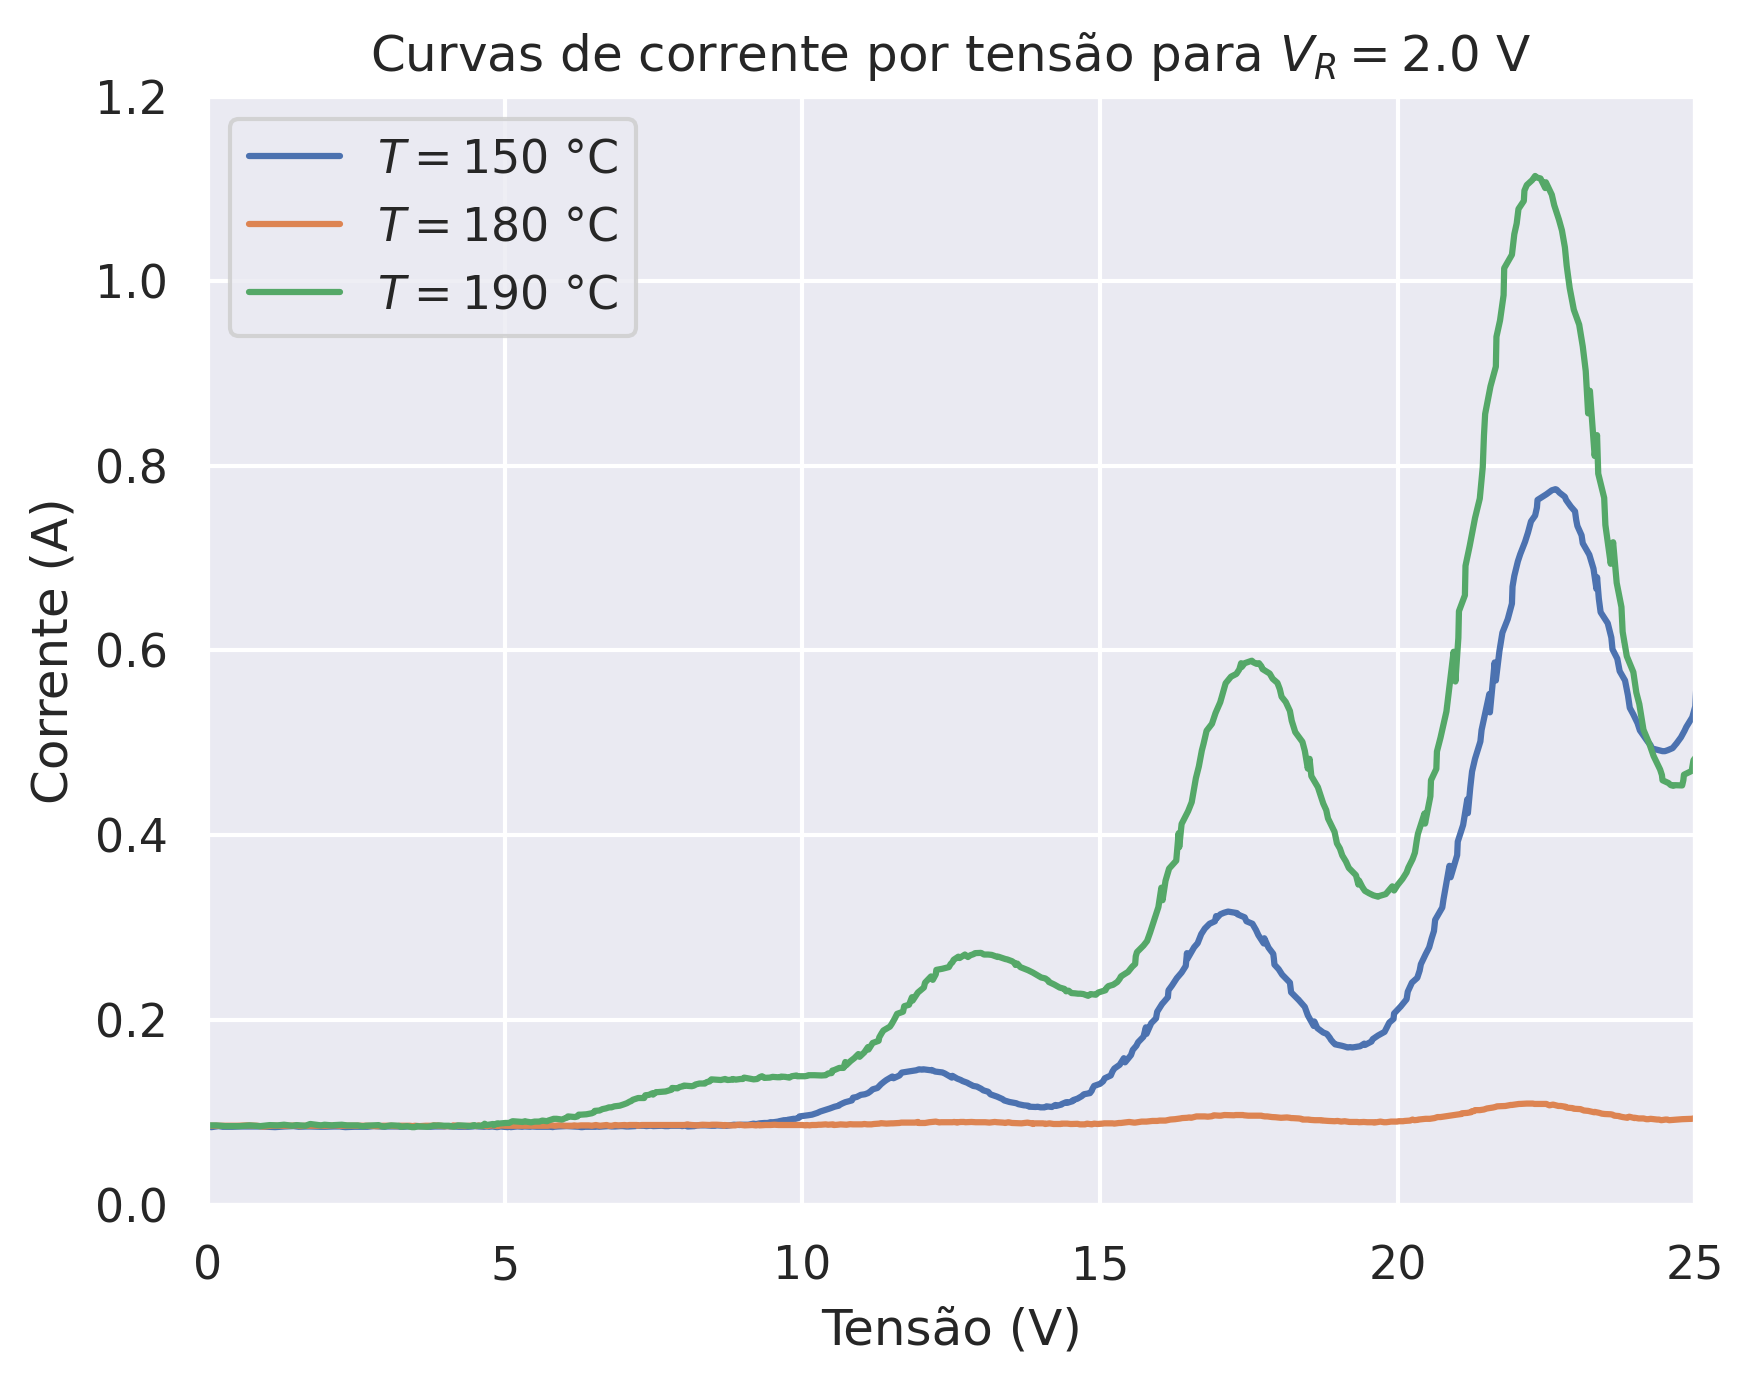 Curvas de corrente por tensão para V_R = 2.0 V
1.2
1.0
0.8
0.6
0.4
0.2
0.0
T = 150 °C
T = 180 °C
T = 190 °C
Corrente (A)
0 5 10 15 20 25
Tensão (V)